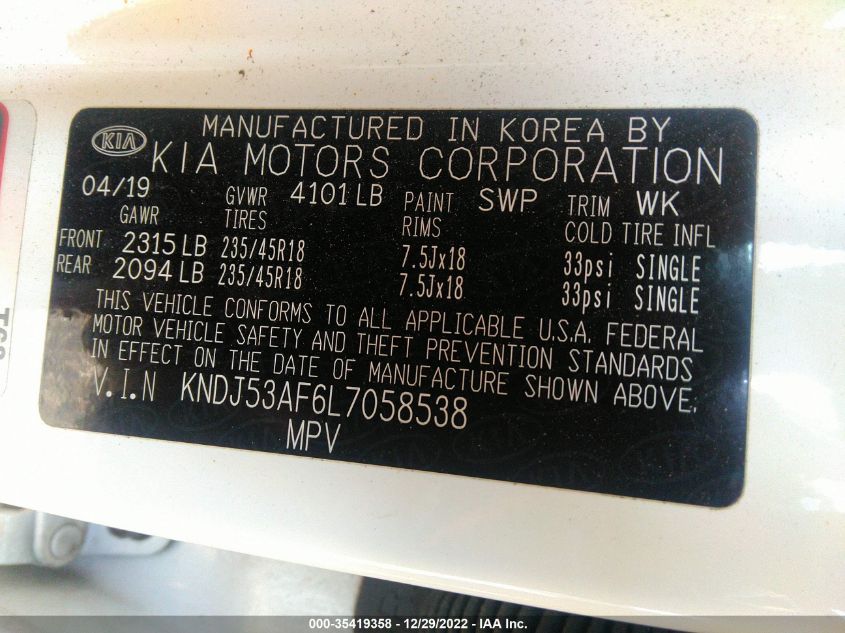 KIA
MANUFACTURED IN KOREA BY
KIA MOTORS CORPORATION
04/19 GVWR 4101 LB PAINT SWP TRIM WK
GAWR TIRES RIMS COLD TIRE INFL
FRONT 2315 LB 235/45R18 7.5Jx18 33psi SINGLE
REAR 2094 LB 235/45R18 7.5Jx18 33psi SINGLE
THIS VEHICLE CONFORMS TO ALL APPLICABLE U.S.A. FEDERAL
MOTOR VEHICLE SAFETY AND THEFT PREVENTION STANDARDS
IN EFFECT ON THE DATE OF MANUFACTURE SHOWN ABOVE.
V.I.N KNDJ53AF6L7058538
MPV
000-35419358 - 12/29/2022 - IAA Inc.